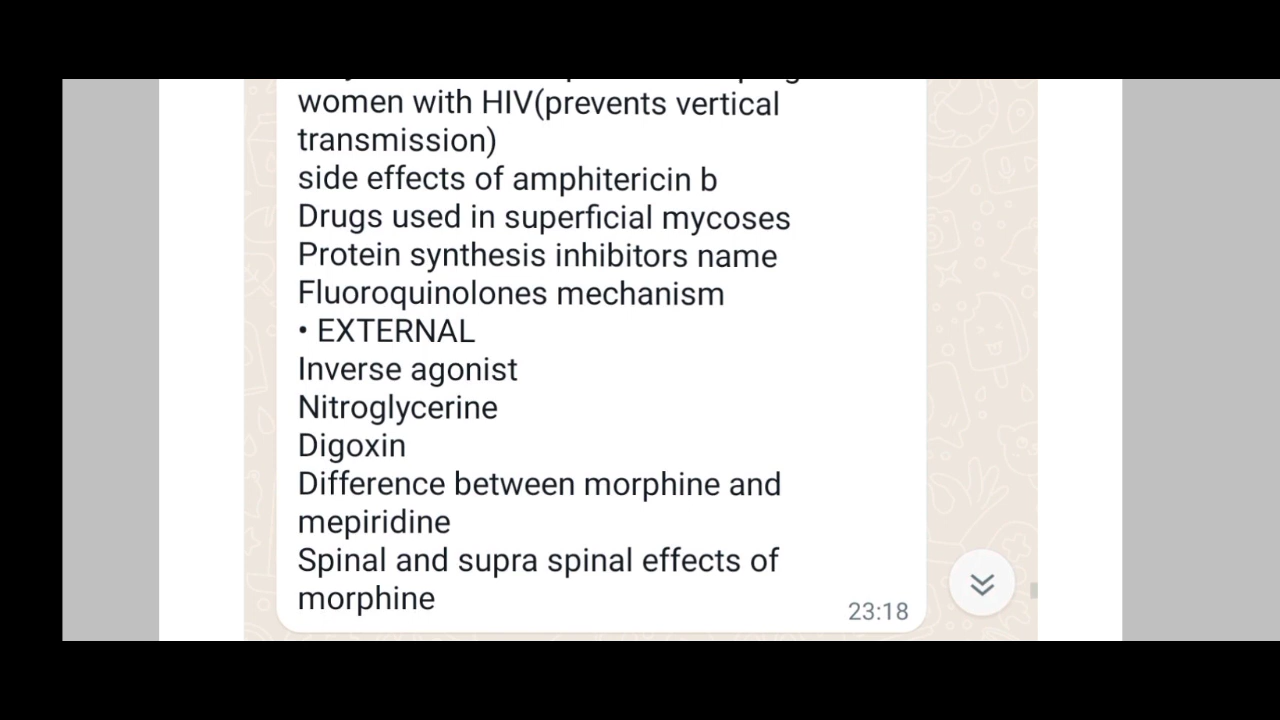 women with HIV(prevents vertical
transmission)
side effects of amphitericin b
Drugs used in superficial mycoses
Protein synthesis inhibitors name
Fluoroquinolones mechanism
• EXTERNAL
Inverse agonist
Nitroglycerine
Digoxin
Difference between morphine and
mepiridine
Spinal and supra spinal effects of
morphine
23:18